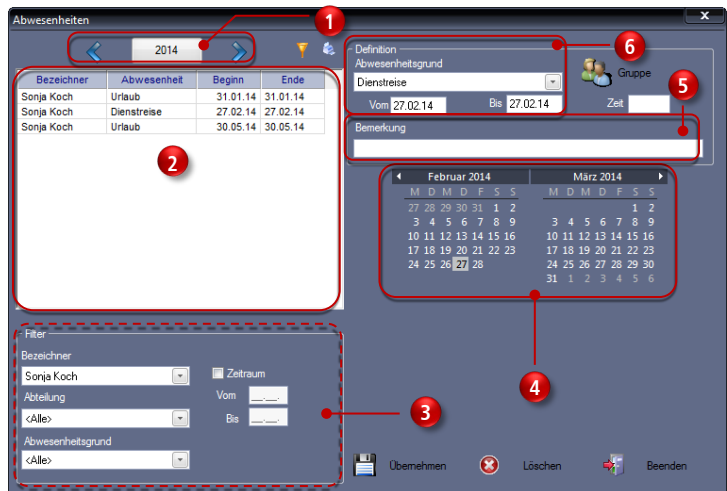 Abwesenheiten
x
1
2014
Bezeichner Abwesenheit Beginn Ende
Sonja Koch Urlaub 31.01.14 31.01.14
Sonja Koch Dienstreise 27.02.14 27.02.14
Sonja Koch Urlaub 30.05.14 30.05.14
2
Definition
Abwesenheitsgrund
Dienstreise
Vom 27.02.14 Bis 27.02.14
6
Gruppe
Zeit
5
Bemerkung
Februar 2014
M D M D F S S
27 28 29 30 31 1 2
3 4 5 6 7 8 9
10 11 12 13 14 15 16
17 18 19 20 21 22 23
24 25 26 27 28
März 2014
M D M D F S S
1 2
3 4 5 6 7 8 9
10 11 12 13 14 15 16
17 18 19 20 21 22 23
24 25 26 27 28 29 30
31 1 2 3 4 5 6
4
Filter
Bezeichner
Sonja Koch
Abteilung
<Alle>
Abwesenheitsgrund
<Alle>
Zeitraum
Vom __.__.
Bis __.__.
3
Übernehmen
Löschen
Beenden